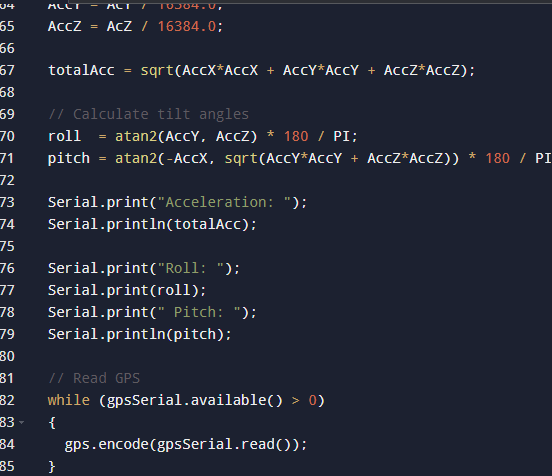 64 AccY = AcY / 16384.0;
65 AccZ = AcZ / 16384.0;
66
67 totalAcc = sqrt(AccX*AccX + AccY*AccY + AccZ*AccZ);
68
69 // Calculate tilt angles
70 roll  = atan2(AccY, AccZ) * 180 / PI;
71 pitch = atan2(-AccX, sqrt(AccY*AccY + AccZ*AccZ)) * 180 / PI
72
73 Serial.print("Acceleration: ");
74 Serial.println(totalAcc);
75
76 Serial.print("Roll: ");
77 Serial.print(roll);
78 Serial.print(" Pitch: ");
79 Serial.println(pitch);
80
81 // Read GPS
82 while (gpsSerial.available() > 0)
83 {
84   gps.encode(gpsSerial.read());
85 }